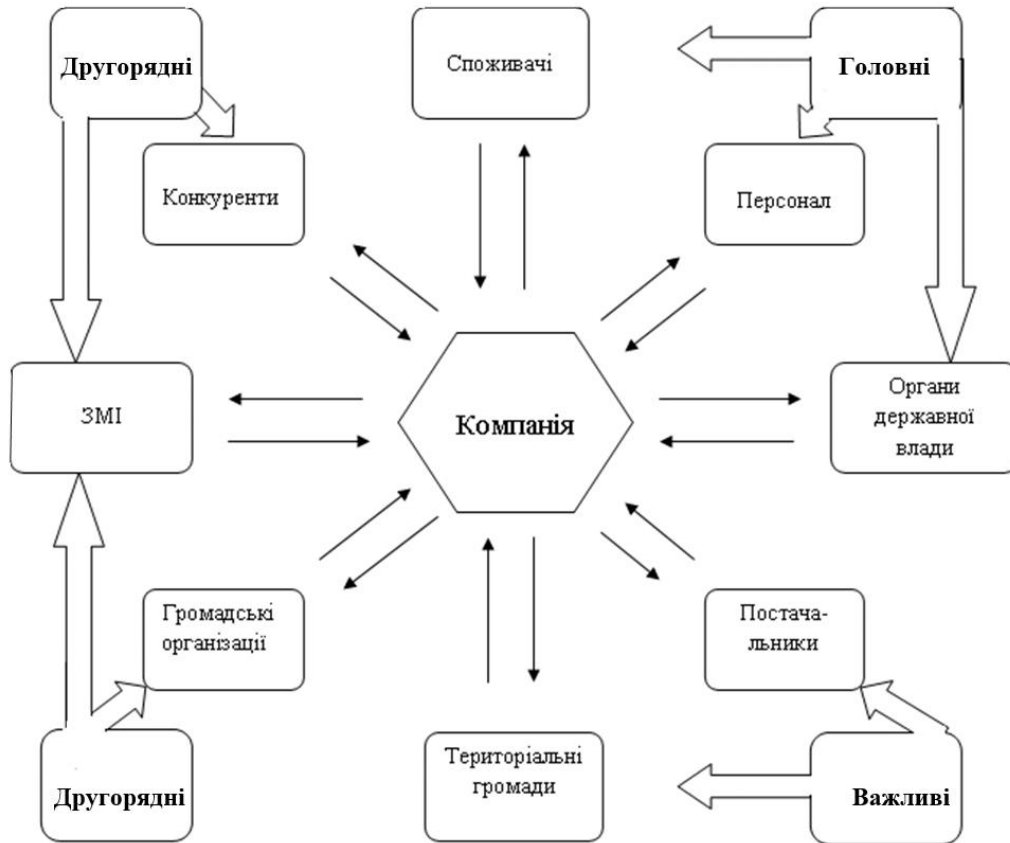 Другорядні
Споживачі
Головні
Конкуренти
Персонал
ЗМІ
Компанія
Органи
державної
влади
Громадські
організації
Постача-
льники
Другорядні
Територіальні
громади
Важливі